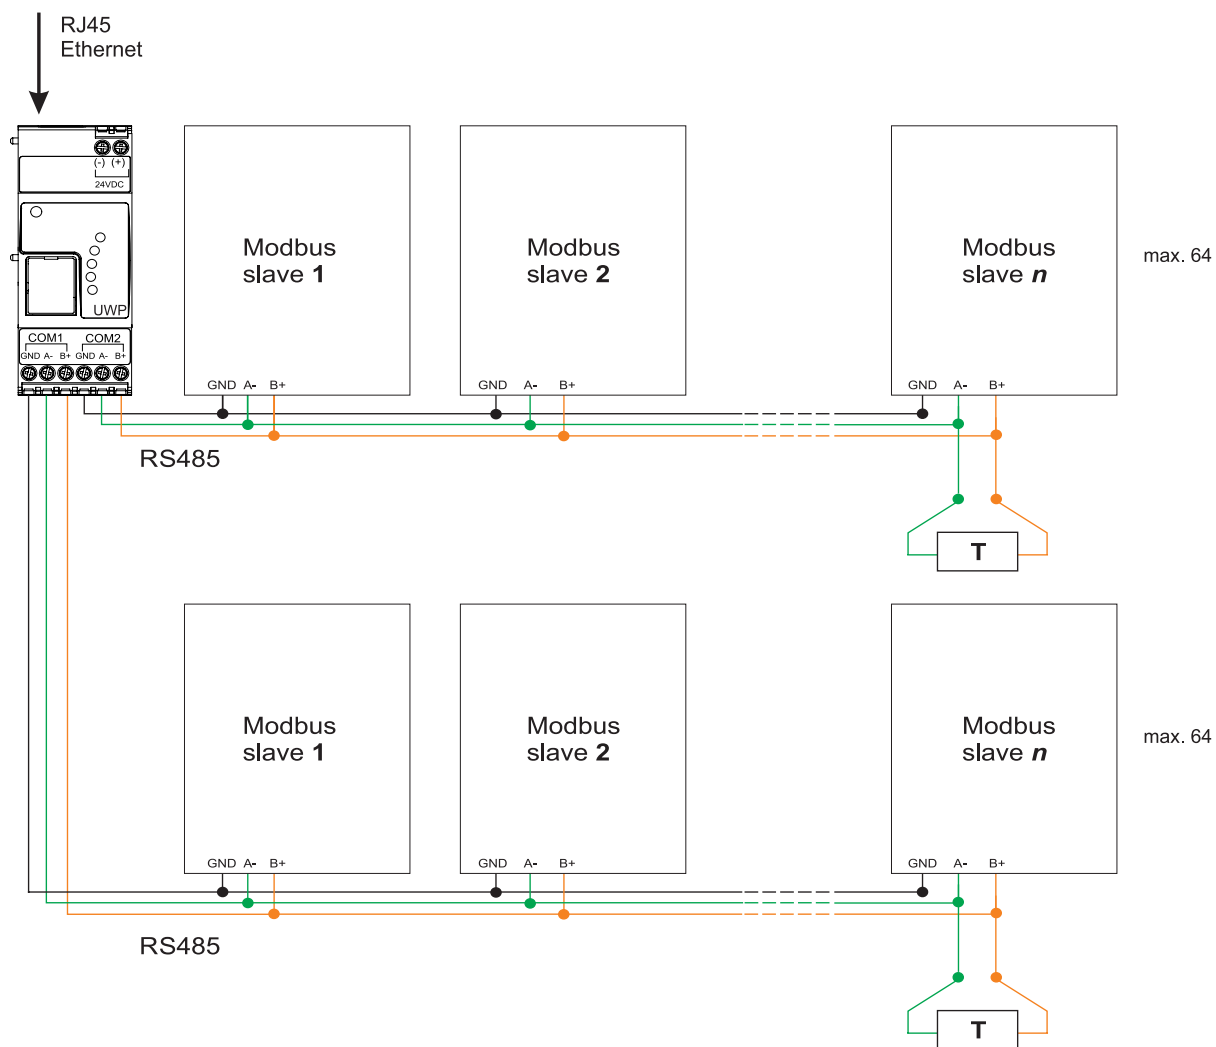 RJ45
Ethernet
(-) (+)
24VDC
UWP
COM1 COM2
GND A- B+ GND A- B+
Modbus
slave 1
Modbus
slave 2
Modbus
slave n
max. 64
GND A- B+
GND A- B+
GND A- B+
RS485
T
Modbus
slave 1
Modbus
slave 2
Modbus
slave n
max. 64
GND A- B+
GND A- B+
GND A- B+
RS485
T